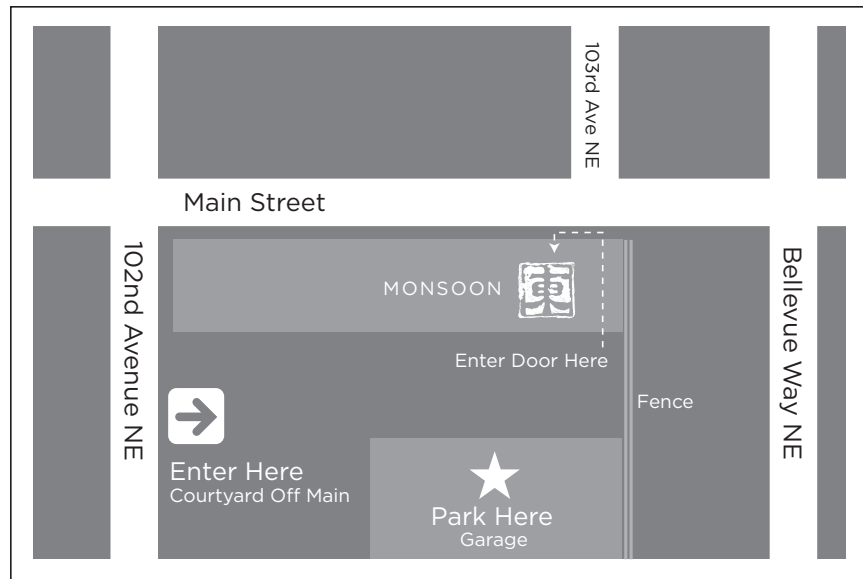 103rd Ave NE
Main Street
102nd Avenue NE
Bellevue Way NE
MONSOON
東
Enter Door Here
Fence
Enter Here
Courtyard Off Main
Park Here
Garage